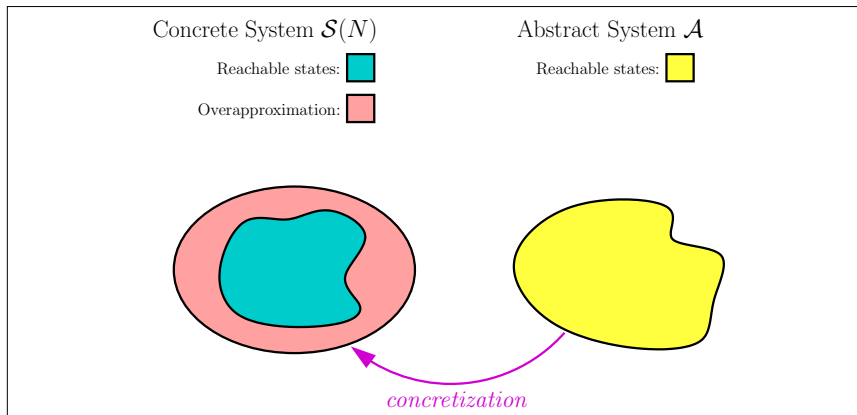 Concrete System 𝒮(N)
Abstract System 𝒜
Reachable states:
Reachable states:
Overapproximation:
concretization